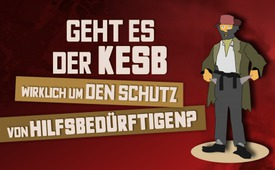 GEHT ES
DER KESB
WIRKLICH UM DEN SCHUTZ
VON HILFSBEDÜRFTIGEN?